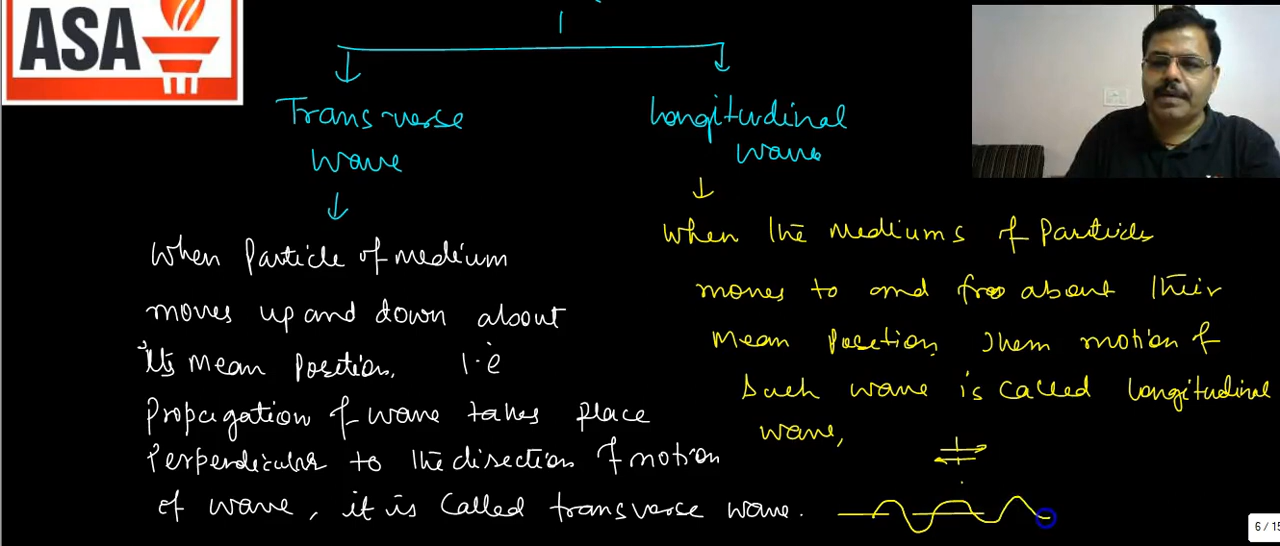 ASA
Transverse
wave
Longitudinal
wave
When Particle of medium
moves up and down about
its mean Position, i.e
Propagation of wave takes place
Perpendicular to the direction of motion
of wave, it is called transverse wave.
When the mediums of Particles
moves to and fro about their
mean Position, them motion of
such wave is called longitudinal
wave,
6 / 15